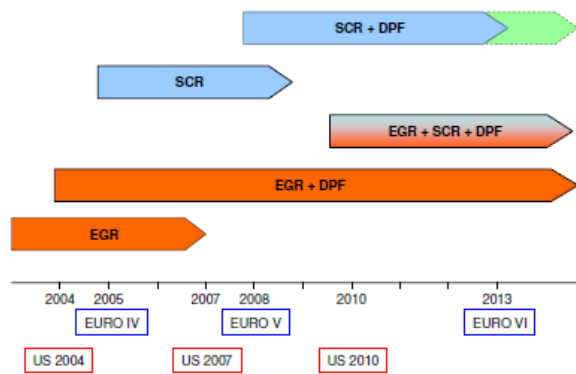 SCR + DPF
SCR
EGR + SCR + DPF
EGR + DPF
EGR
2004 2005 2007 2008 2010 2013
EURO IV EURO V EURO VI
US 2004 US 2007 US 2010